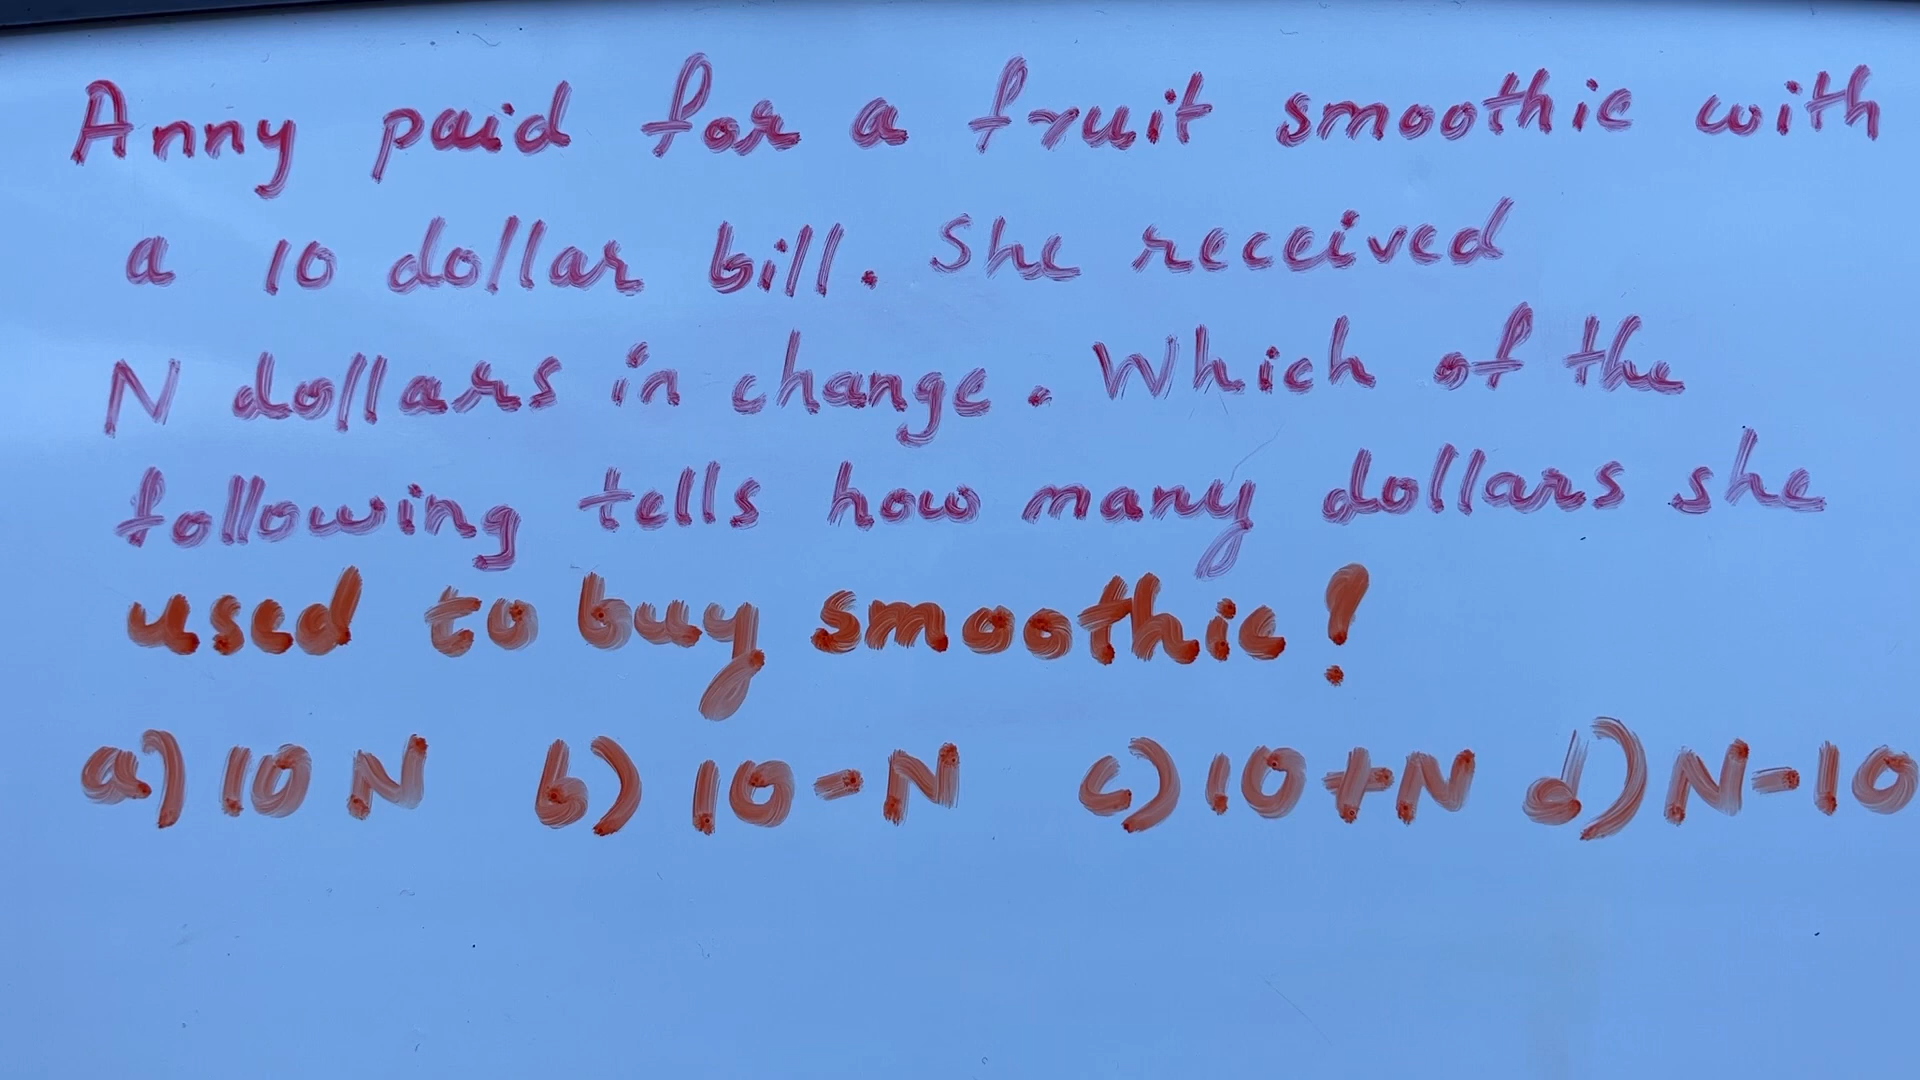 Anny paid for a fruit smoothie with
a 10 dollar bill. She received
N dollars in change. Which of the
following tells how many dollars she
used to buy smoothie!
a) 10 N b) 10-N c) 10+N d) N-10